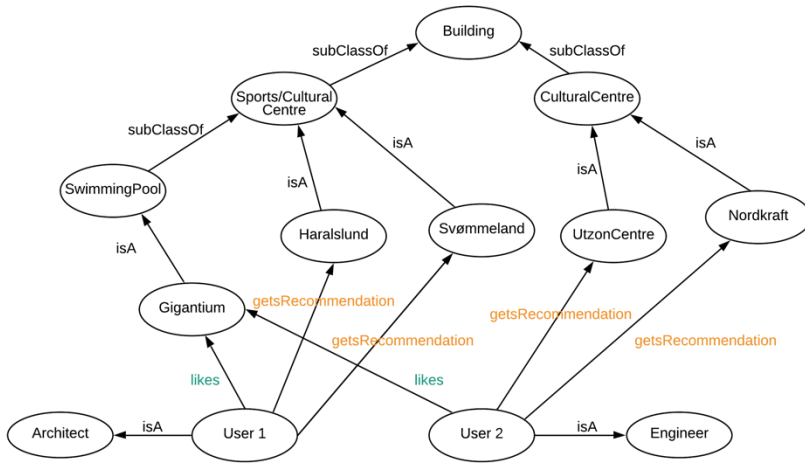 Building
subClassOf
subClassOf
Sports/Cultural
Centre
CulturalCentre
subClassOf
isA
isA
isA
isA
SwimmingPool
Haralslund
Svømmeland
UtzonCentre
Nordkraft
isA
Gigantium
getsRecommendation
getsRecommendation
getsRecommendation
getsRecommendation
likes
likes
Architect
isA
User 1
User 2
isA
Engineer